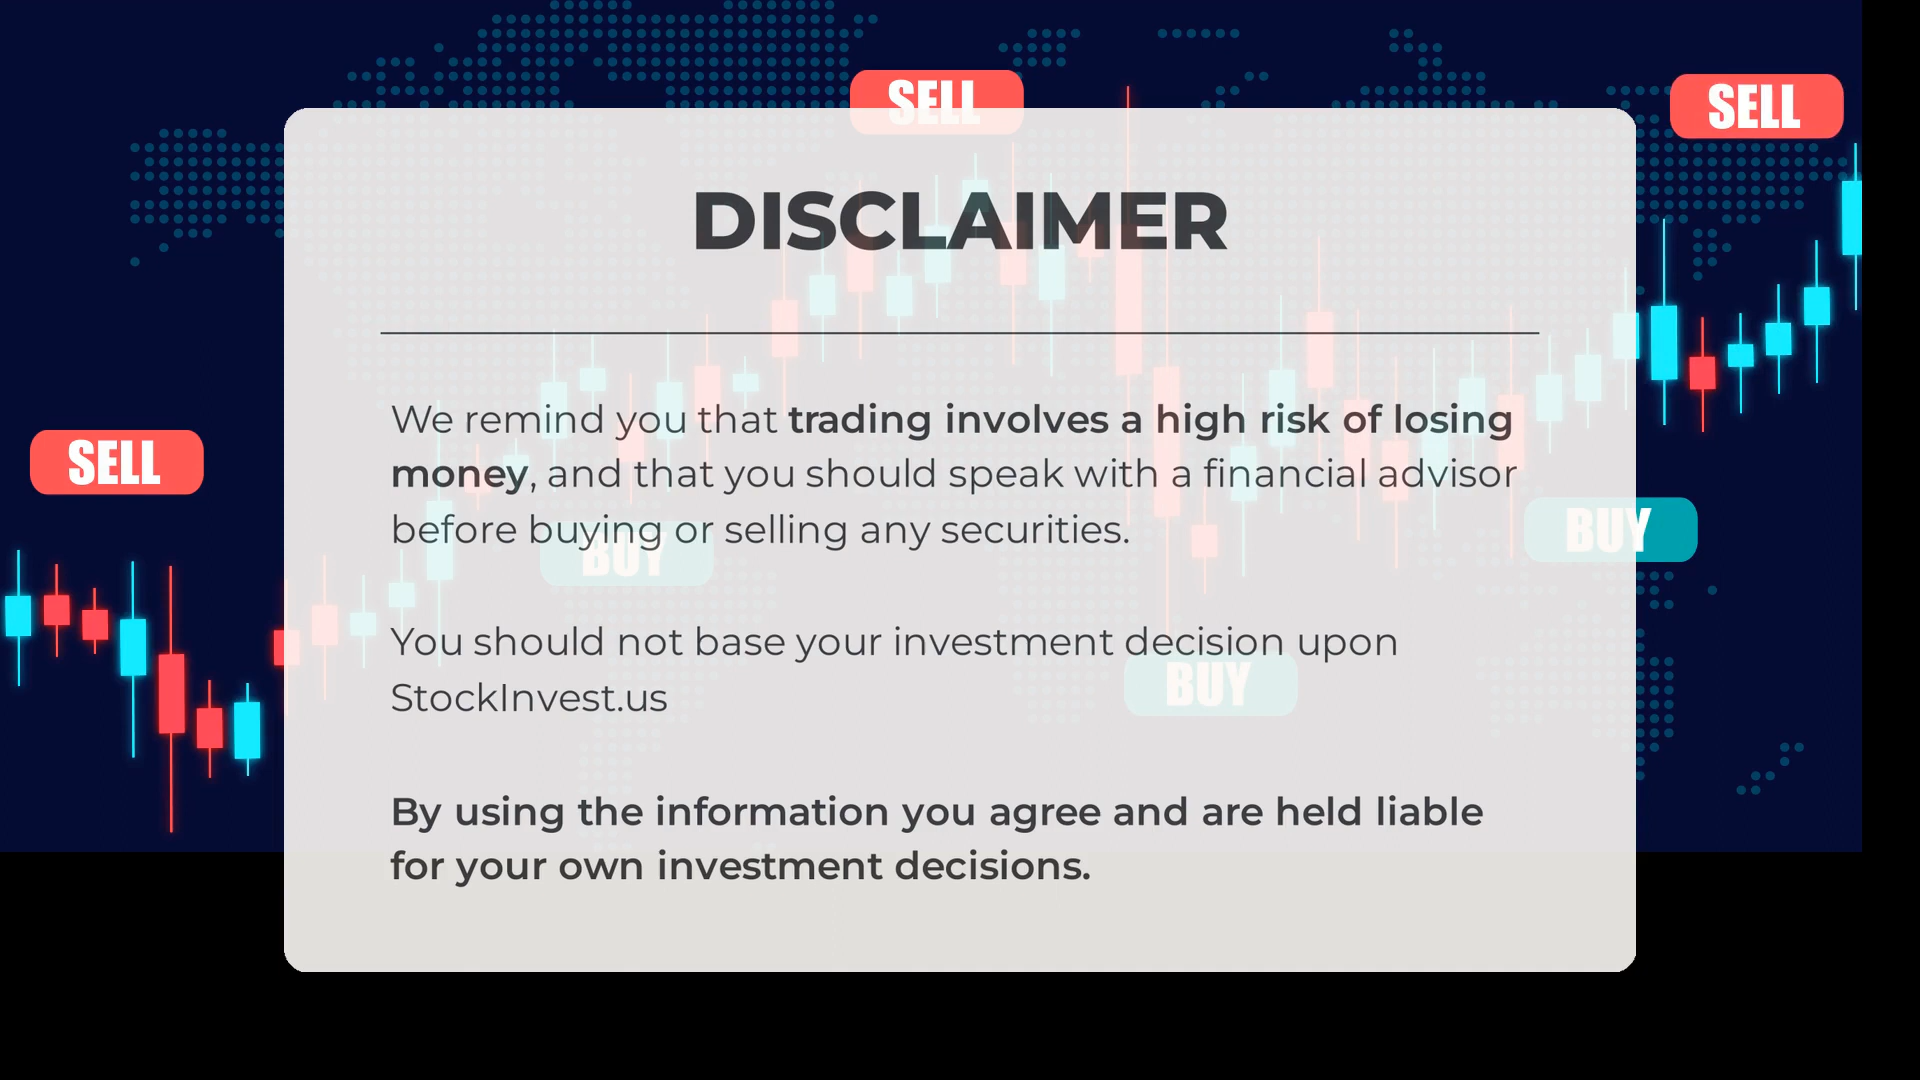 SELL
SELL
DISCLAIMER
We remind you that trading involves a high risk of losing
money, and that you should speak with a financial advisor
before buying or selling any securities.
SELL
BUY
BUY
You should not base your investment decision upon
StockInvest.us
BUY
By using the information you agree and are held liable
for your own investment decisions.